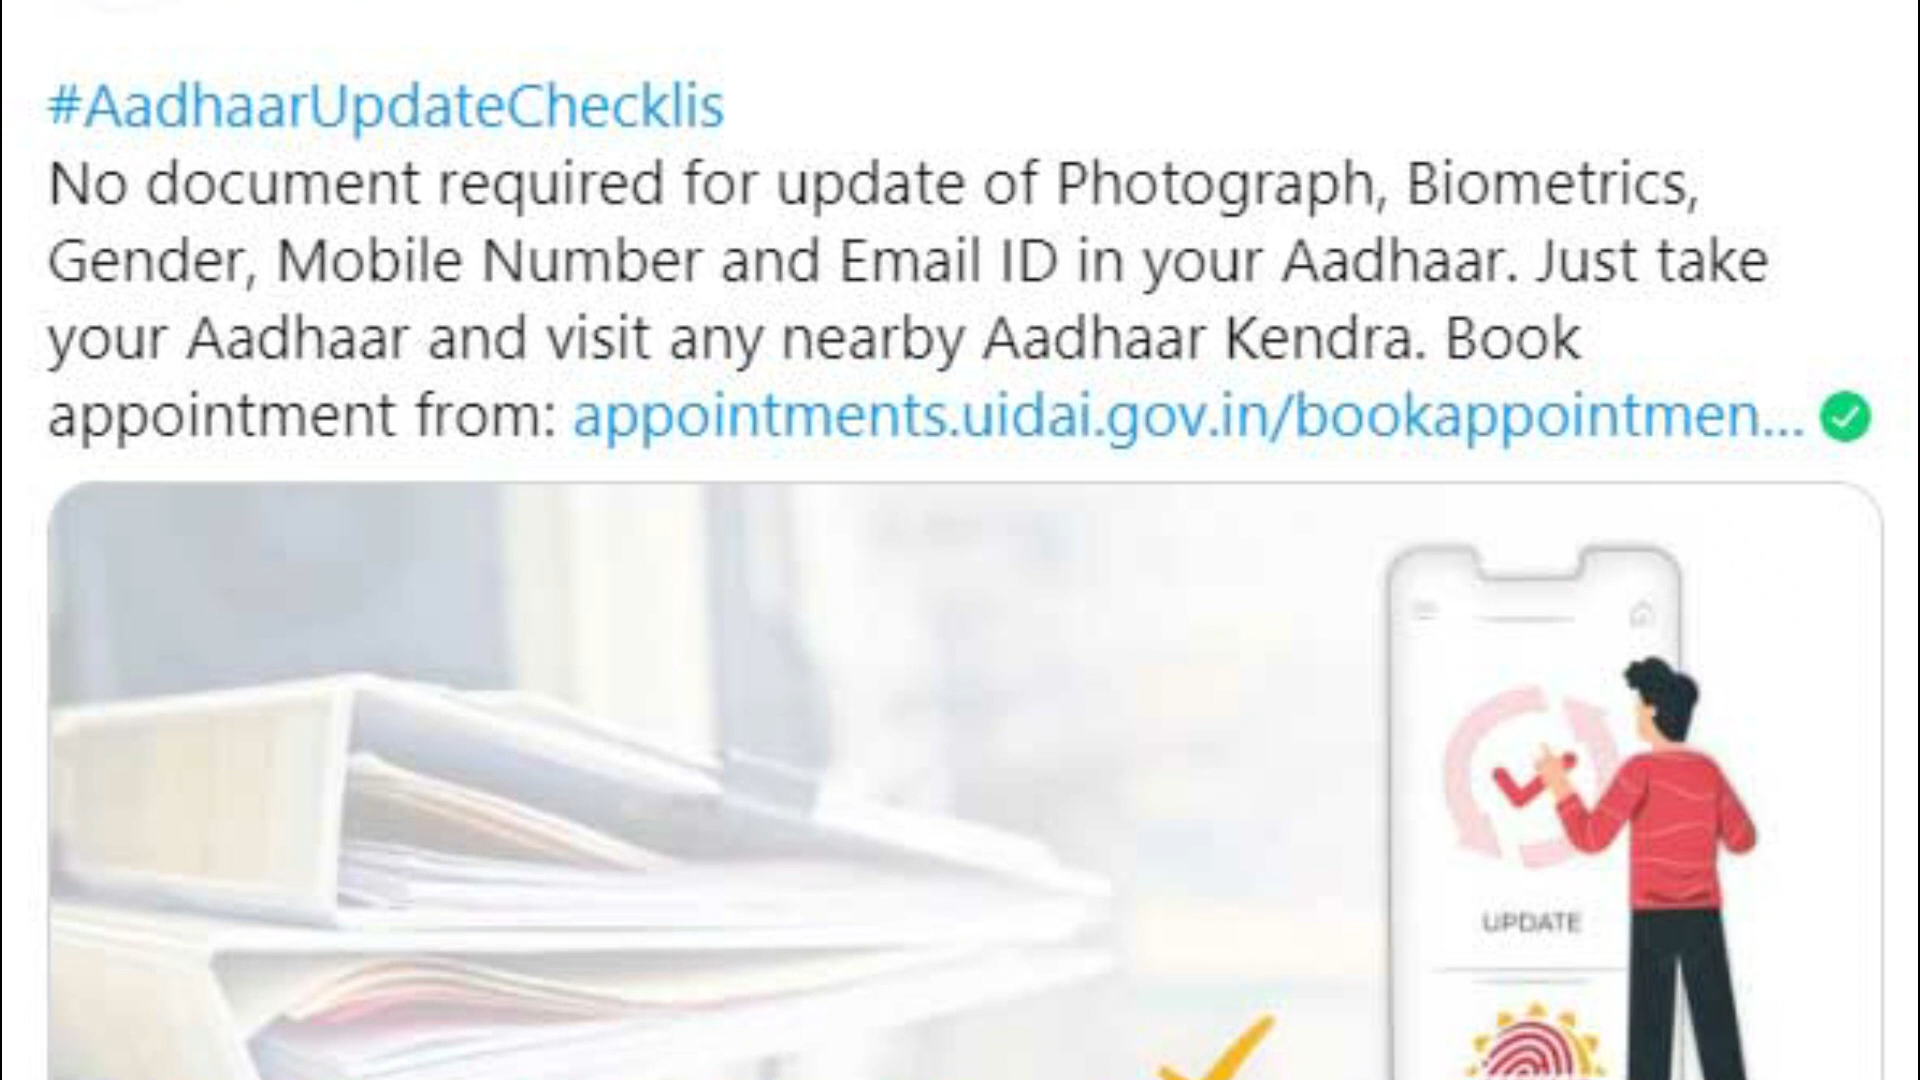 #AadhaarUpdateChecklis
No document required for update of Photograph, Biometrics,
Gender, Mobile Number and Email ID in your Aadhaar. Just take
your Aadhaar and visit any nearby Aadhaar Kendra. Book
appointment from: appointments.uidai.gov.in/bookappointmen...
UPDATE